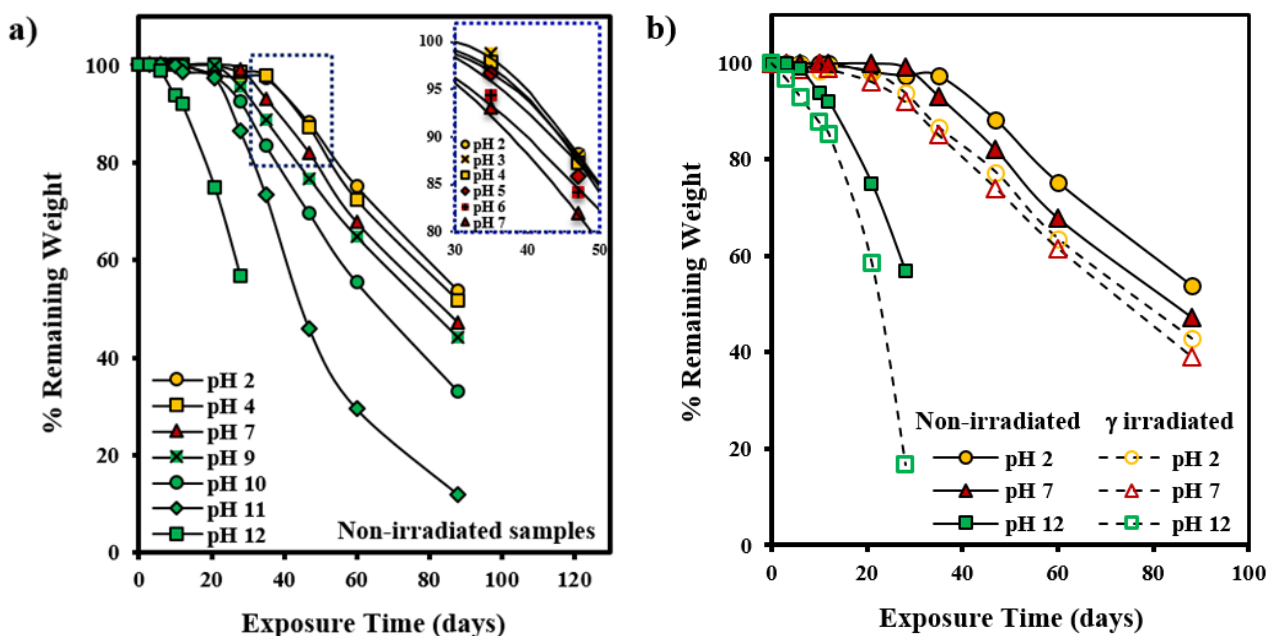 a)
% Remaining Weight
100
80
60
40
20
0
0 20 40 60 80 100 120
Exposure Time (days)
pH 2
pH 4
pH 7
pH 9
pH 10
pH 11
pH 12
Non-irradiated samples
100
95
90
85
80
30 40 50
pH 2
pH 3
pH 4
pH 5
pH 6
pH 7
b)
% Remaining Weight
100
80
60
40
20
0
0 20 40 60 80 100
Exposure Time (days)
Non-irradiated γ irradiated
pH 2 pH 2
pH 7 pH 7
pH 12 pH 12